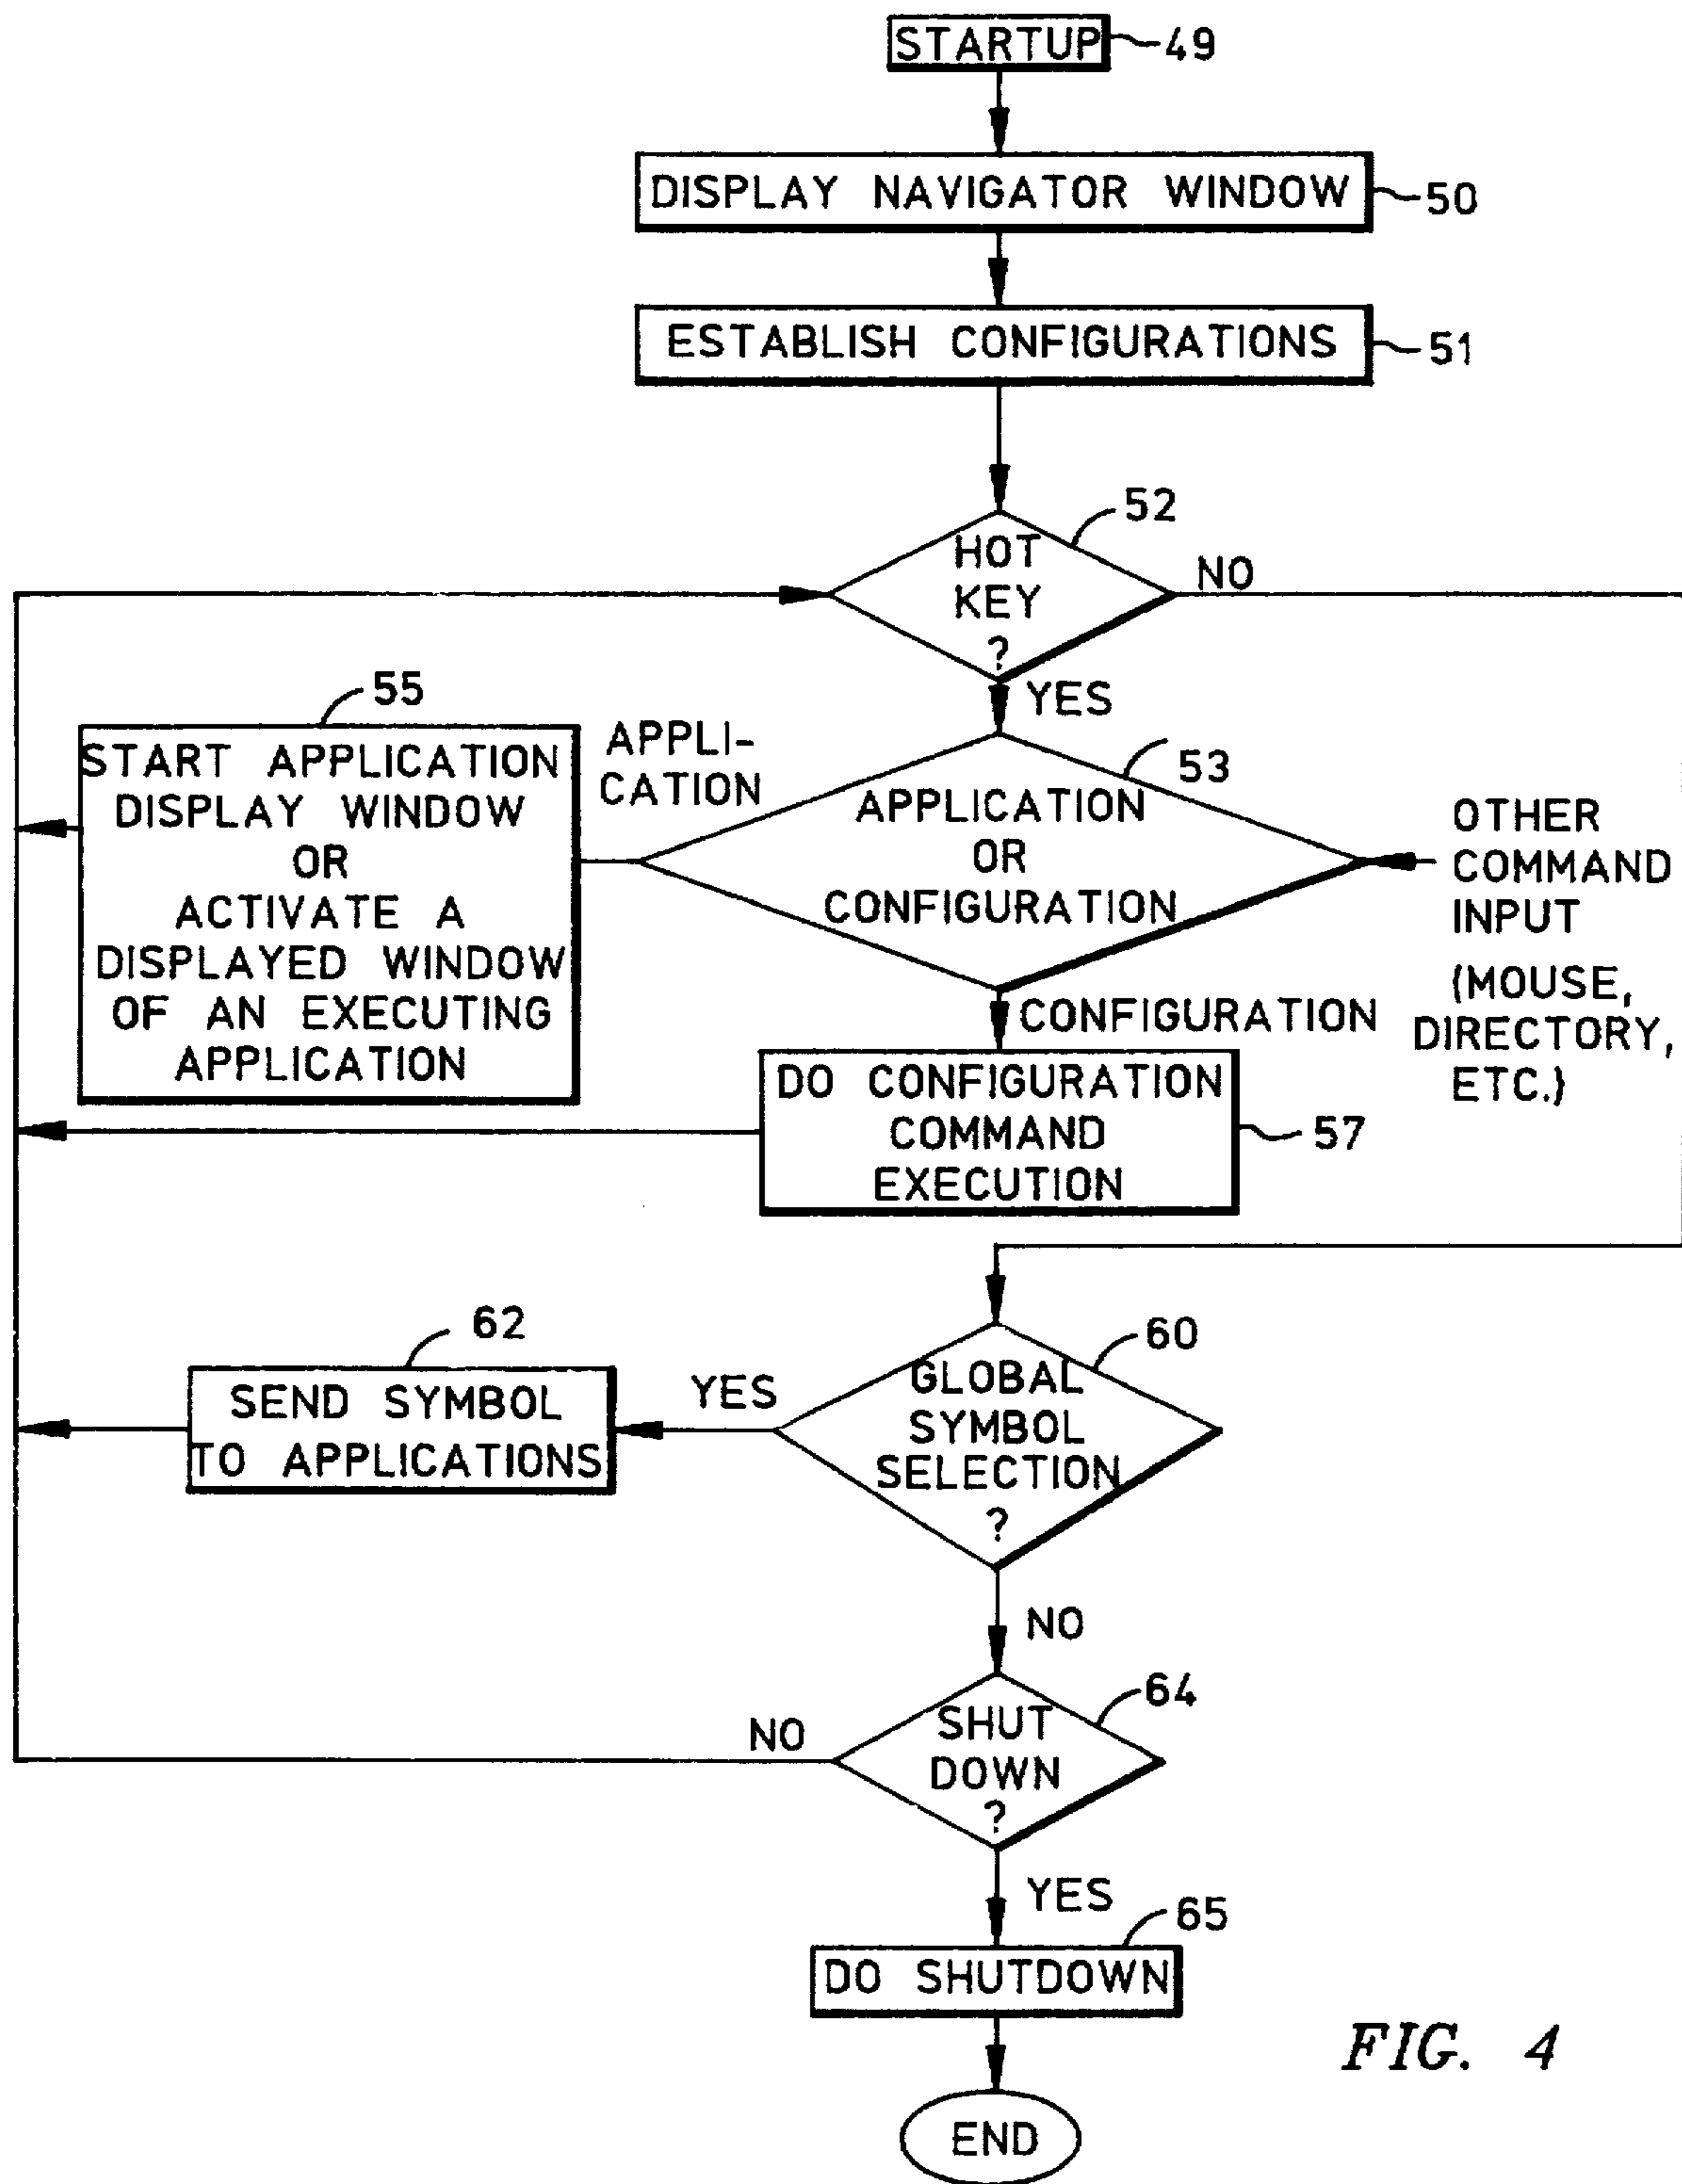 STARTUP
49
DISPLAY NAVIGATOR WINDOW
50
ESTABLISH CONFIGURATIONS
51
52
HOT
KEY
?
NO
YES
55
START APPLICATION
DISPLAY WINDOW
OR
ACTIVATE A
DISPLAYED WINDOW
OF AN EXECUTING
APPLICATION
APPLI-
CATION
53
APPLICATION
OR
CONFIGURATION
OTHER
COMMAND
INPUT
(MOUSE,
DIRECTORY,
ETC.)
CONFIGURATION
DO CONFIGURATION
COMMAND
EXECUTION
57
60
GLOBAL
SYMBOL
SELECTION
?
YES
62
SEND SYMBOL
TO APPLICATIONS
NO
64
SHUT
DOWN
?
NO
YES
65
DO SHUTDOWN
END
FIG. 4